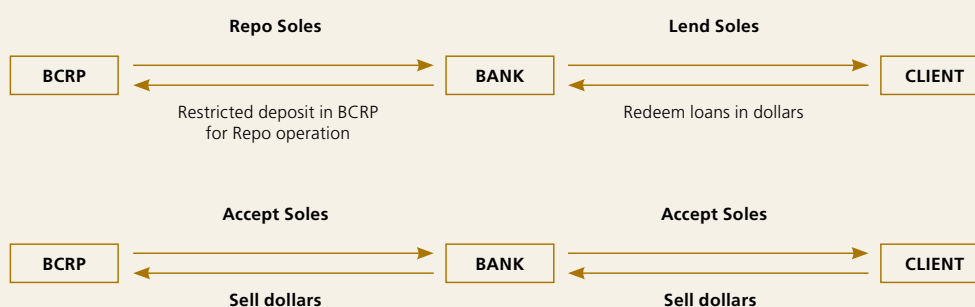 Repo Soles
Lend Soles
BCRP
BANK
CLIENT
Restricted deposit in BCRP
for Repo operation
Redeem loans in dollars
Accept Soles
Accept Soles
BCRP
BANK
CLIENT
Sell dollars
Sell dollars